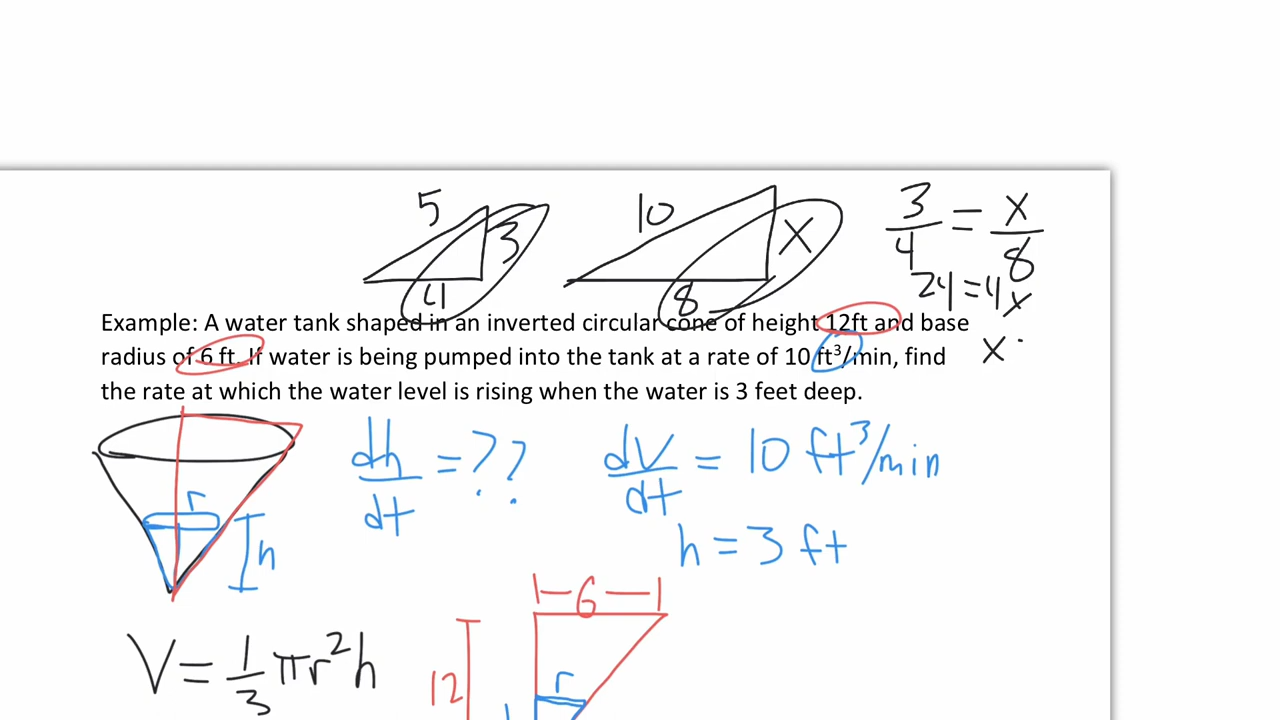 5 3 4
10 x 8
3/4 = x/8
24 = 4x
x
Example: A water tank shaped in an inverted circular cone of height 12ft and base
radius of 6 ft. If water is being pumped into the tank at a rate of 10 ft³/min, find
the rate at which the water level is rising when the water is 3 feet deep.
r
h
dh/dt = ??
dV/dt = 10 ft³/min
h = 3 ft
V = 1/3 πr²h
6
12
r